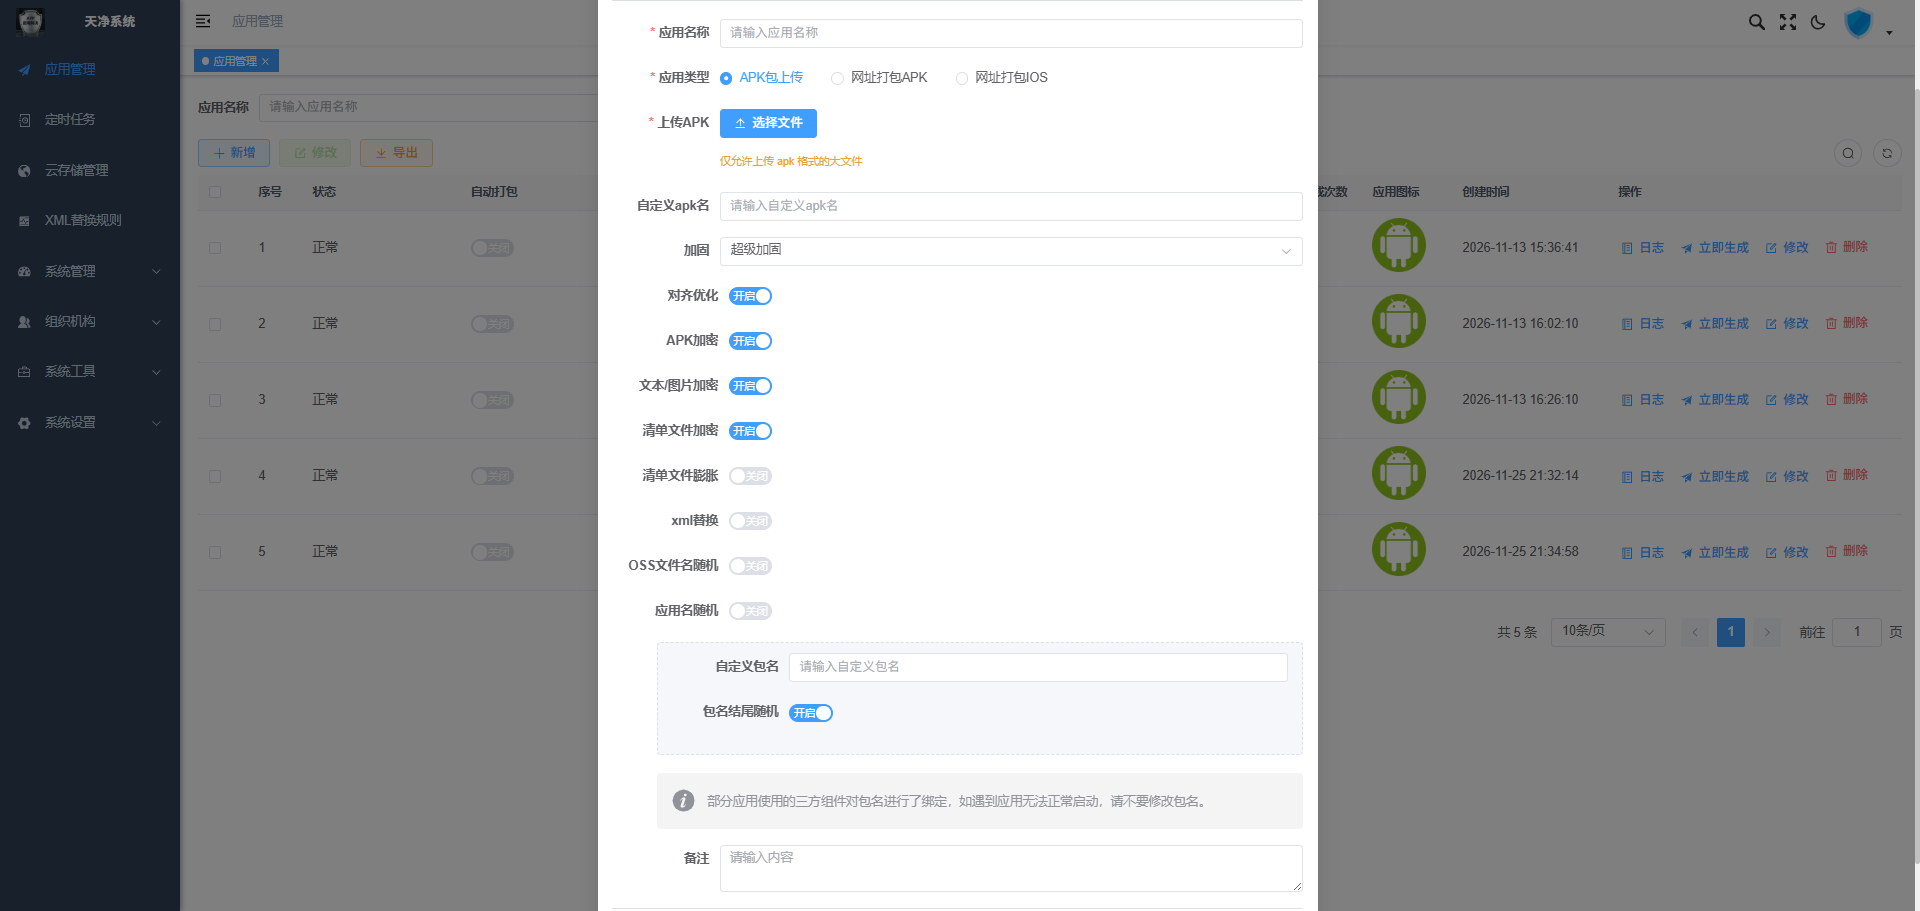 天净系统
应用管理
定时任务
云存储管理
XML替换规则
系统管理
组织机构
系统工具
系统设置
应用管理
应用管理
应用名称 请输入应用名称
新增 修改 导出
序号 状态 自动打包 次数 应用图标 创建时间 操作
1 正常 关闭 2026-11-13 15:36:41 日志 立即生成 修改 删除
2 正常 关闭 2026-11-13 16:02:10 日志 立即生成 修改 删除
3 正常 关闭 2026-11-13 16:26:10 日志 立即生成 修改 删除
4 正常 关闭 2026-11-25 21:32:14 日志 立即生成 修改 删除
5 正常 关闭 2026-11-25 21:34:58 日志 立即生成 修改 删除
共 5 条 10条/页 1 前往 1 页
* 应用名称 请输入应用名称
* 应用类型 APK包上传 网址打包APK 网址打包IOS
* 上传APK 选择文件
仅允许上传 apk 格式的大文件
自定义apk名 请输入自定义apk名
加固 超级加固
对齐优化 开启
APK加密 开启
文本/图片加密 开启
清单文件加密 开启
清单文件膨胀 关闭
xml替换 关闭
OSS文件名随机 关闭
应用名随机 关闭
自定义包名 请输入自定义包名
包名结尾随机 开启
部分应用使用的三方组件对包名进行了绑定，如遇到应用无法正常启动，请不要修改包名。
备注 请输入内容